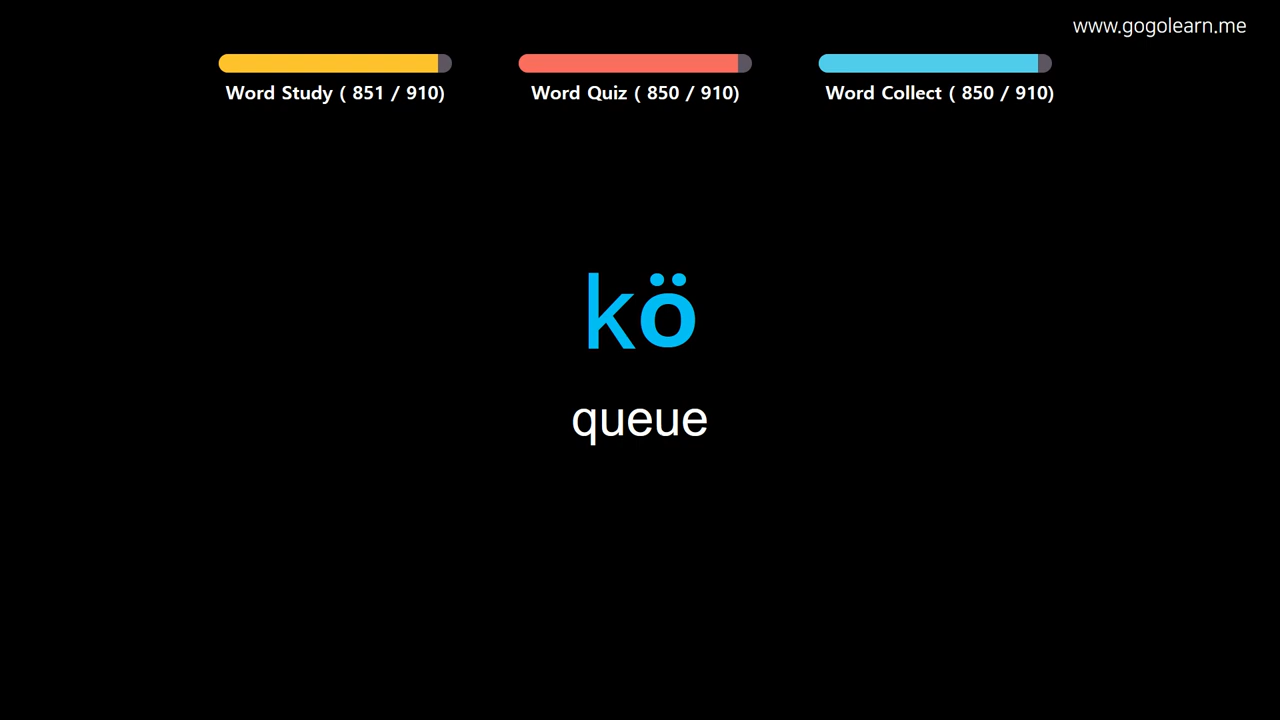 www.gogolearn.me
Word Study ( 851 / 910)
Word Quiz ( 850 / 910)
Word Collect ( 850 / 910)
kö
queue